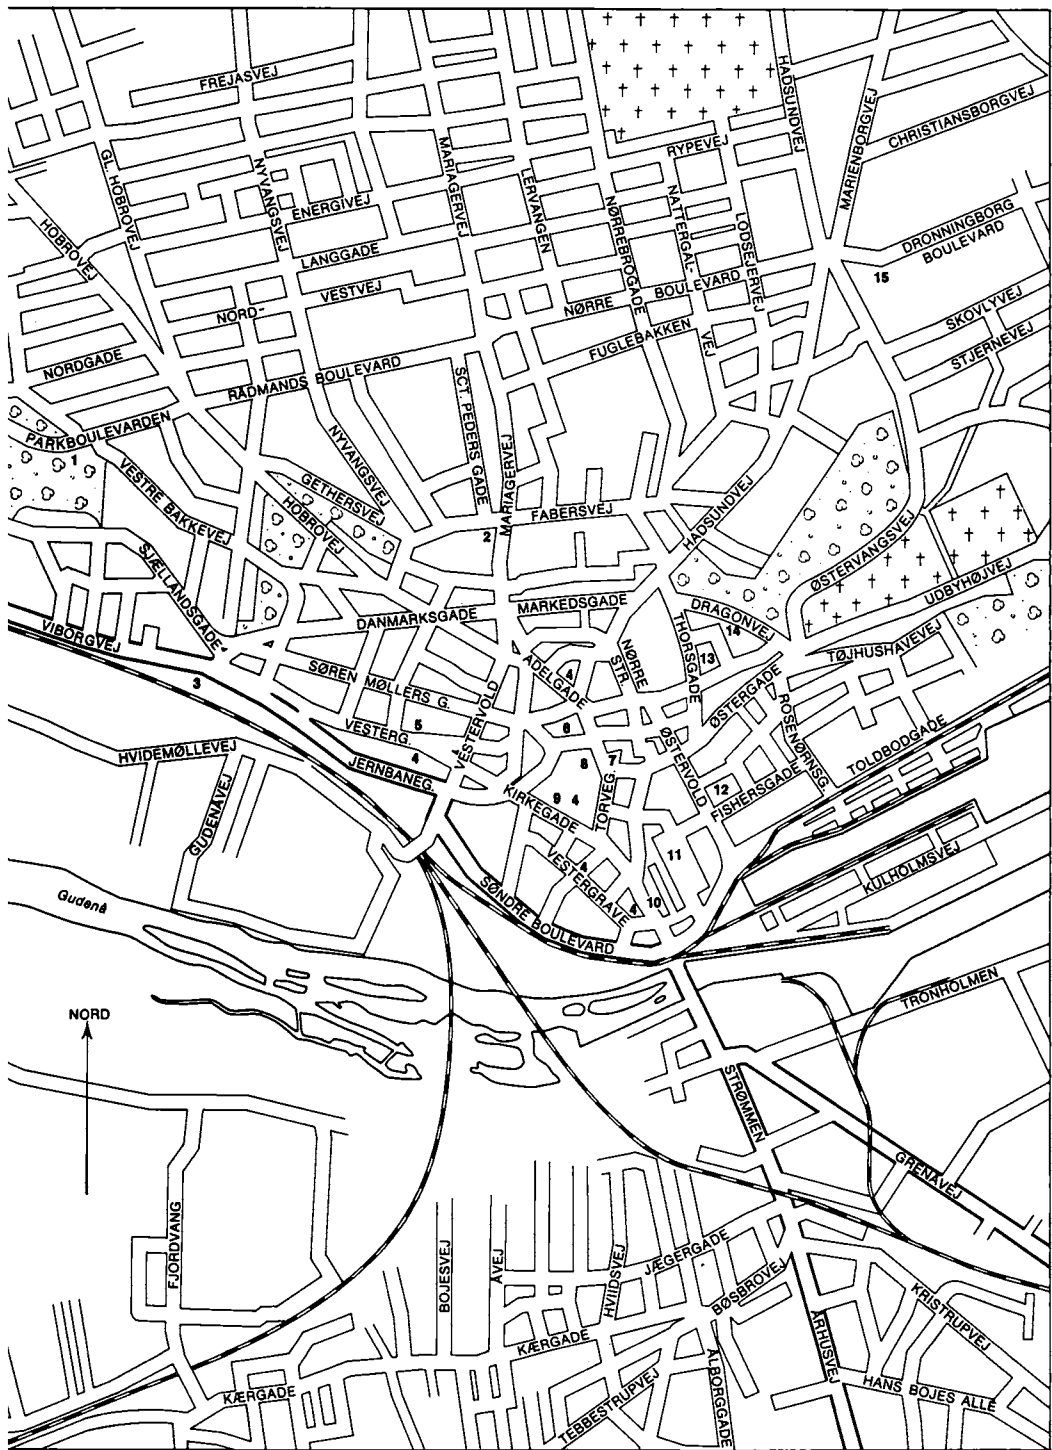 FREJASVEJ
HADSUNDVEJ
MARIENBORGVEJ
CHRISTIANSBORGVEJ
RYPEVEJ
GL. HOBROVEJ
NYVANGSVEJ
MARIAGERVEJ
LERVANGEN
NØRREBROGADE
NATTERGAL-
VEJ
LODSEJERVEJ
ENERGIVEJ
HOBROVEJ
LANGGADE
DRONNINGBORG
BOULEVARD
15
VESTVEJ
NORD-
NØRRE BOULEVARD
SKOVLYVEJ
STJERNEVEJ
FUGLEBAKKEN
NORDGADE
RÅDMANDS BOULEVARD
SCT. PEDERS GADE
PARKBOULEVARDEN
1
VESTRE BAKKEVEJ
NYVANGSVEJ
GETHERSVEJ
HOBROVEJ
MARIAGERVEJ
FABERSVEJ
2
HADSUNDVEJ
ØSTERVANGSVEJ
UDBYHØJVEJ
SJÆLLANDSGADE
VIBORGVEJ
DANMARKSGADE
MARKEDSGADE
DRAGONVEJ
14
THORSGADE
13
TØJHUSHAVEVEJ
3
SØREN MØLLERS G.
ADELGADE
4
NØRRE
STR.
ØSTERGADE
ROSENØRNSG.
VESTERG.
5
VESTERVOLD
6
ØSTERVOLD
TOLDBODGADE
HVIDEMØLLEVEJ
4
JERNBANEG.
8
7
12
FISHERSGADE
GUDENÅVEJ
KIRKEGADE
9
4
TORVEG.
11
VESTERGRAVE
4
10
4
KULHOLMSVEJ
SØNDRE BOULEVARD
Gudenå
NORD
TRONHOLMEN
STRØMMEN
GRENÅVEJ
FJORDVANG
BOJESVEJ
ÅVEJ
HVIIDSVEJ
JÆGERGADE
BØSBROVEJ
KRISTRUPVEJ
KÆRGADE
ÅRHUSVEJ
KÆRGADE
TEBBESTRUPVEJ
ÅLBORGGADE
HANS BOJES ALLÉ